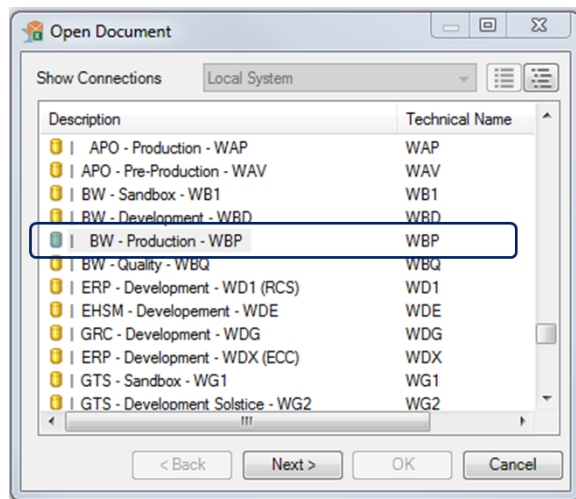 Open Document
Show Connections Local System
Description Technical Name
| APO - Production - WAP WAP
| APO - Pre-Production - WAV WAV
| BW - Sandbox - WB1 WB1
| BW - Development - WBD WBD
| BW - Production - WBP WBP
| BW - Quality - WBQ WBQ
| ERP - Development - WD1 (RCS) WD1
| EHSM - Developement - WDE WDE
| GRC - Development - WDG WDG
| ERP - Development - WDX (ECC) WDX
| GTS - Sandbox - WG1 WG1
| GTS - Development Solstice - WG2 WG2
< Back Next > OK Cancel